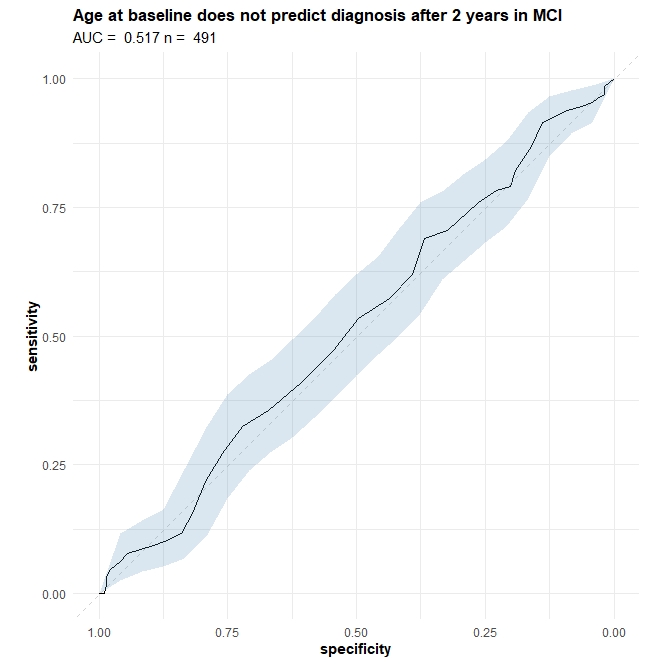 Age at baseline does not predict diagnosis after 2 years in MCI
AUC =  0.517 n =  491
1.00
0.75
0.50
0.25
0.00
sensitivity
1.00
0.75
0.50
0.25
0.00
specificity